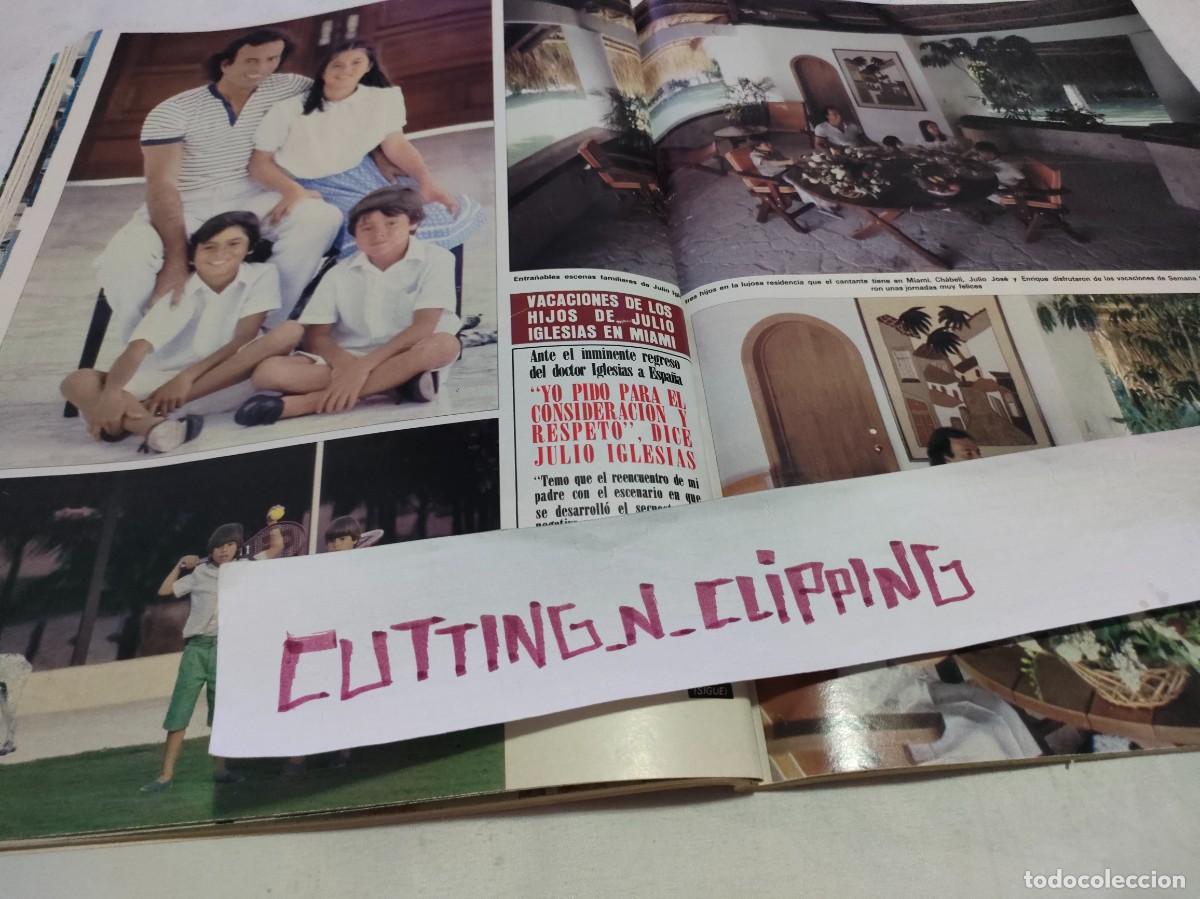 Entrañables escenas familiares de Julio
tres hijos en la lujosa residencia que el cantante tiene en Miami. Chábeli, Julio José y Enrique disfrutaron de las vacaciones de Semana
ron unas jornadas muy felices
VACACIONES DE LOS
HIJOS DE JULIO
IGLESIAS EN MIAMI
Ante el inminente regreso
del doctor Iglesias a España
"YO PIDO PARA EL
CONSIDERACION Y
RESPETO", DICE
JULIO IGLESIAS
"Temo que el reencuentro de mi
padre con el escenario en que
se desarrolló el
(SIGUE)
CUTTING_N_CLIPPING
todocoleccion